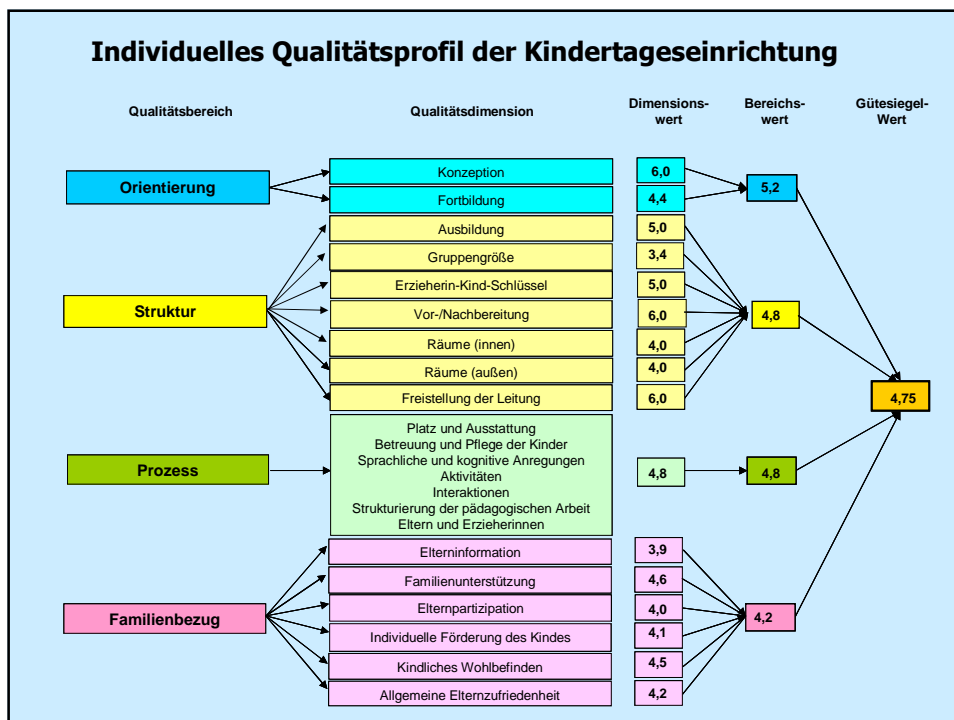 Individuelles Qualitätsprofil der Kindertageseinrichtung
Qualitätsbereich
Qualitätsdimension
Dimensions-
wert
Bereichs-
wert
Gütesiegel-
Wert
Orientierung
Konzeption
6,0
Fortbildung
4,4
5,2
Struktur
Ausbildung
5,0
Gruppengröße
3,4
Erzieherin-Kind-Schlüssel
5,0
Vor-/Nachbereitung
6,0
Räume (innen)
4,0
Räume (außen)
4,0
Freistellung der Leitung
6,0
4,8
4,75
Prozess
Platz und Ausstattung
Betreuung und Pflege der Kinder
Sprachliche und kognitive Anregungen
Aktivitäten
Interaktionen
Strukturierung der pädagogischen Arbeit
Eltern und Erzieherinnen
4,8
4,8
Familienbezug
Elterninformation
3,9
Familienunterstützung
4,6
Elternpartizipation
4,0
Individuelle Förderung des Kindes
4,1
Kindliches Wohlbefinden
4,5
Allgemeine Elternzufriedenheit
4,2
4,2